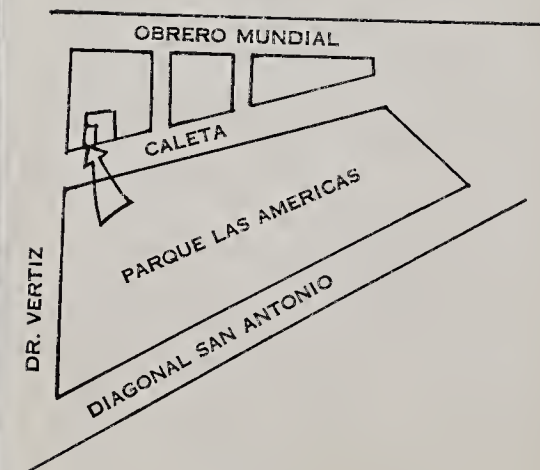 OBRERO MUNDIAL
CALETA
PARQUE LAS AMERICAS
DR. VERTIZ
DIAGONAL SAN ANTONIO